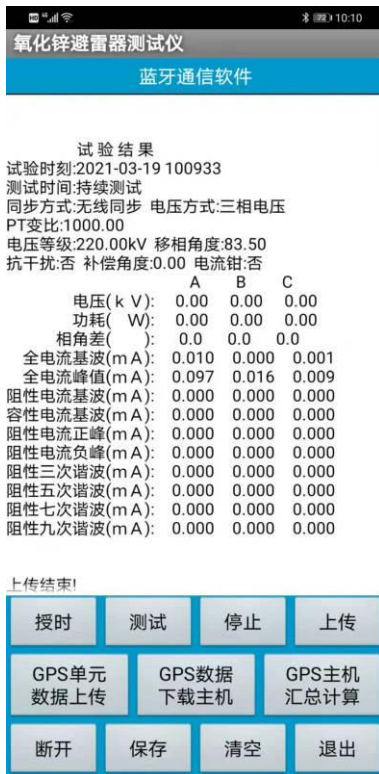 HD 4G 72 10:10
氧化锌避雷器测试仪
蓝牙通信软件
试 验 结 果
试验时刻:2021-03-19 100933
测试时间:持续测试
同步方式:无线同步 电压方式:三相电压
PT变比:1000.00
电压等级:220.00kV 移相角度:83.50
抗干扰:否 补偿角度:0.00 电流钳:否
A B C
电压( k V): 0.00 0.00 0.00
功耗( W): 0.00 0.00 0.00
相角差( ): 0.0 0.0 0.0
全电流基波(m A): 0.010 0.000 0.001
全电流峰值(m A): 0.097 0.016 0.009
阻性电流基波(m A): 0.000 0.000 0.000
容性电流基波(m A): 0.000 0.000 0.000
阻性电流正峰(m A): 0.000 0.000 0.000
阻性电流负峰(m A): 0.000 0.000 0.000
阻性三次谐波(m A): 0.000 0.000 0.000
阻性五次谐波(m A): 0.000 0.000 0.000
阻性七次谐波(m A): 0.000 0.000 0.000
阻性九次谐波(m A): 0.000 0.000 0.000
上传结束!
授时 测试 停止 上传
GPS单元 GPS数据 GPS主机
数据上传 下载主机 汇总计算
断开 保存 清空 退出